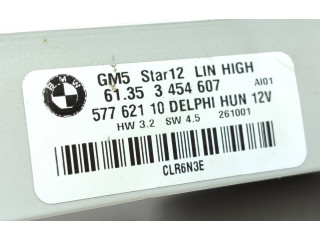 BMW
GM5 Star12 LIN HIGH
61.35 3 454 607 AI01
577 621 10 DELPHI HUN 12V
HW 3.2 SW 4.5 261001
CLR6N3E